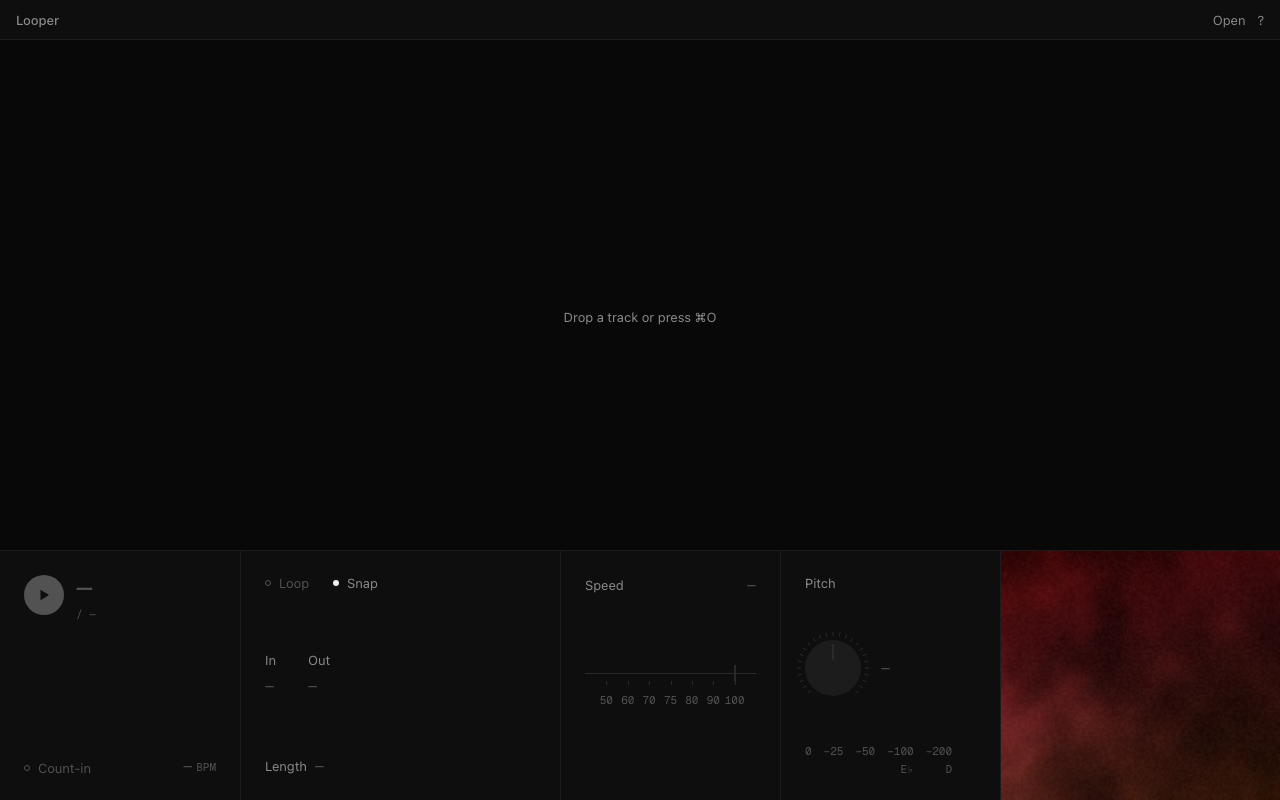 Looper
Open ?
Drop a track or press ⌘O
—
/ –
Count-in
— BPM
Loop
Snap
In
Out
—
—
Length —
Speed
—
50 60 70 75 80 90 100
Pitch
—
0 −25 −50 −100 −200
E♭ D